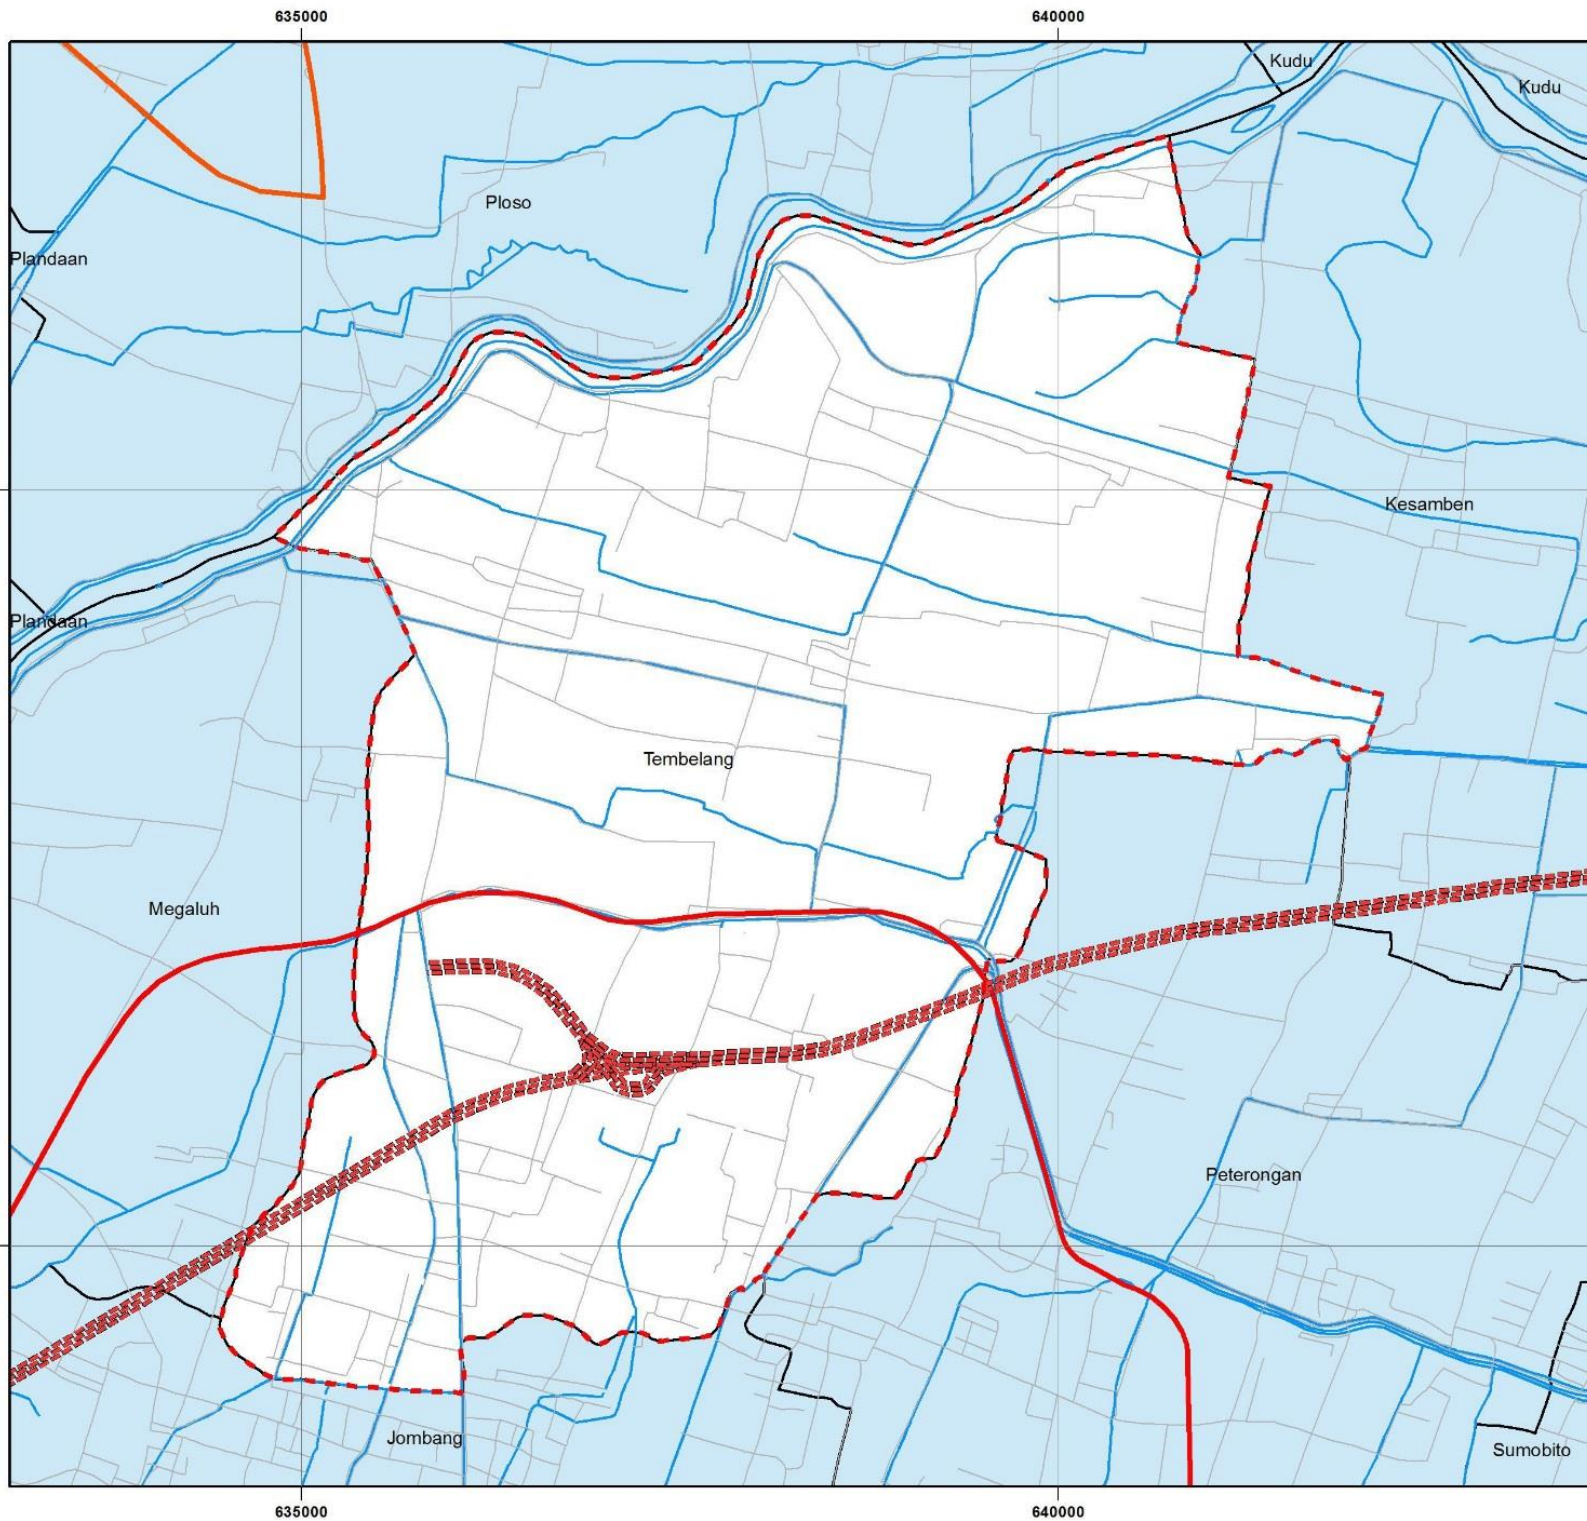 635000
640000
Kudu
Kudu
Ploso
Plandaan
Kesamben
Plandaan
Tembelang
Megaluh
Peterongan
Jombang
Sumobito
635000
640000